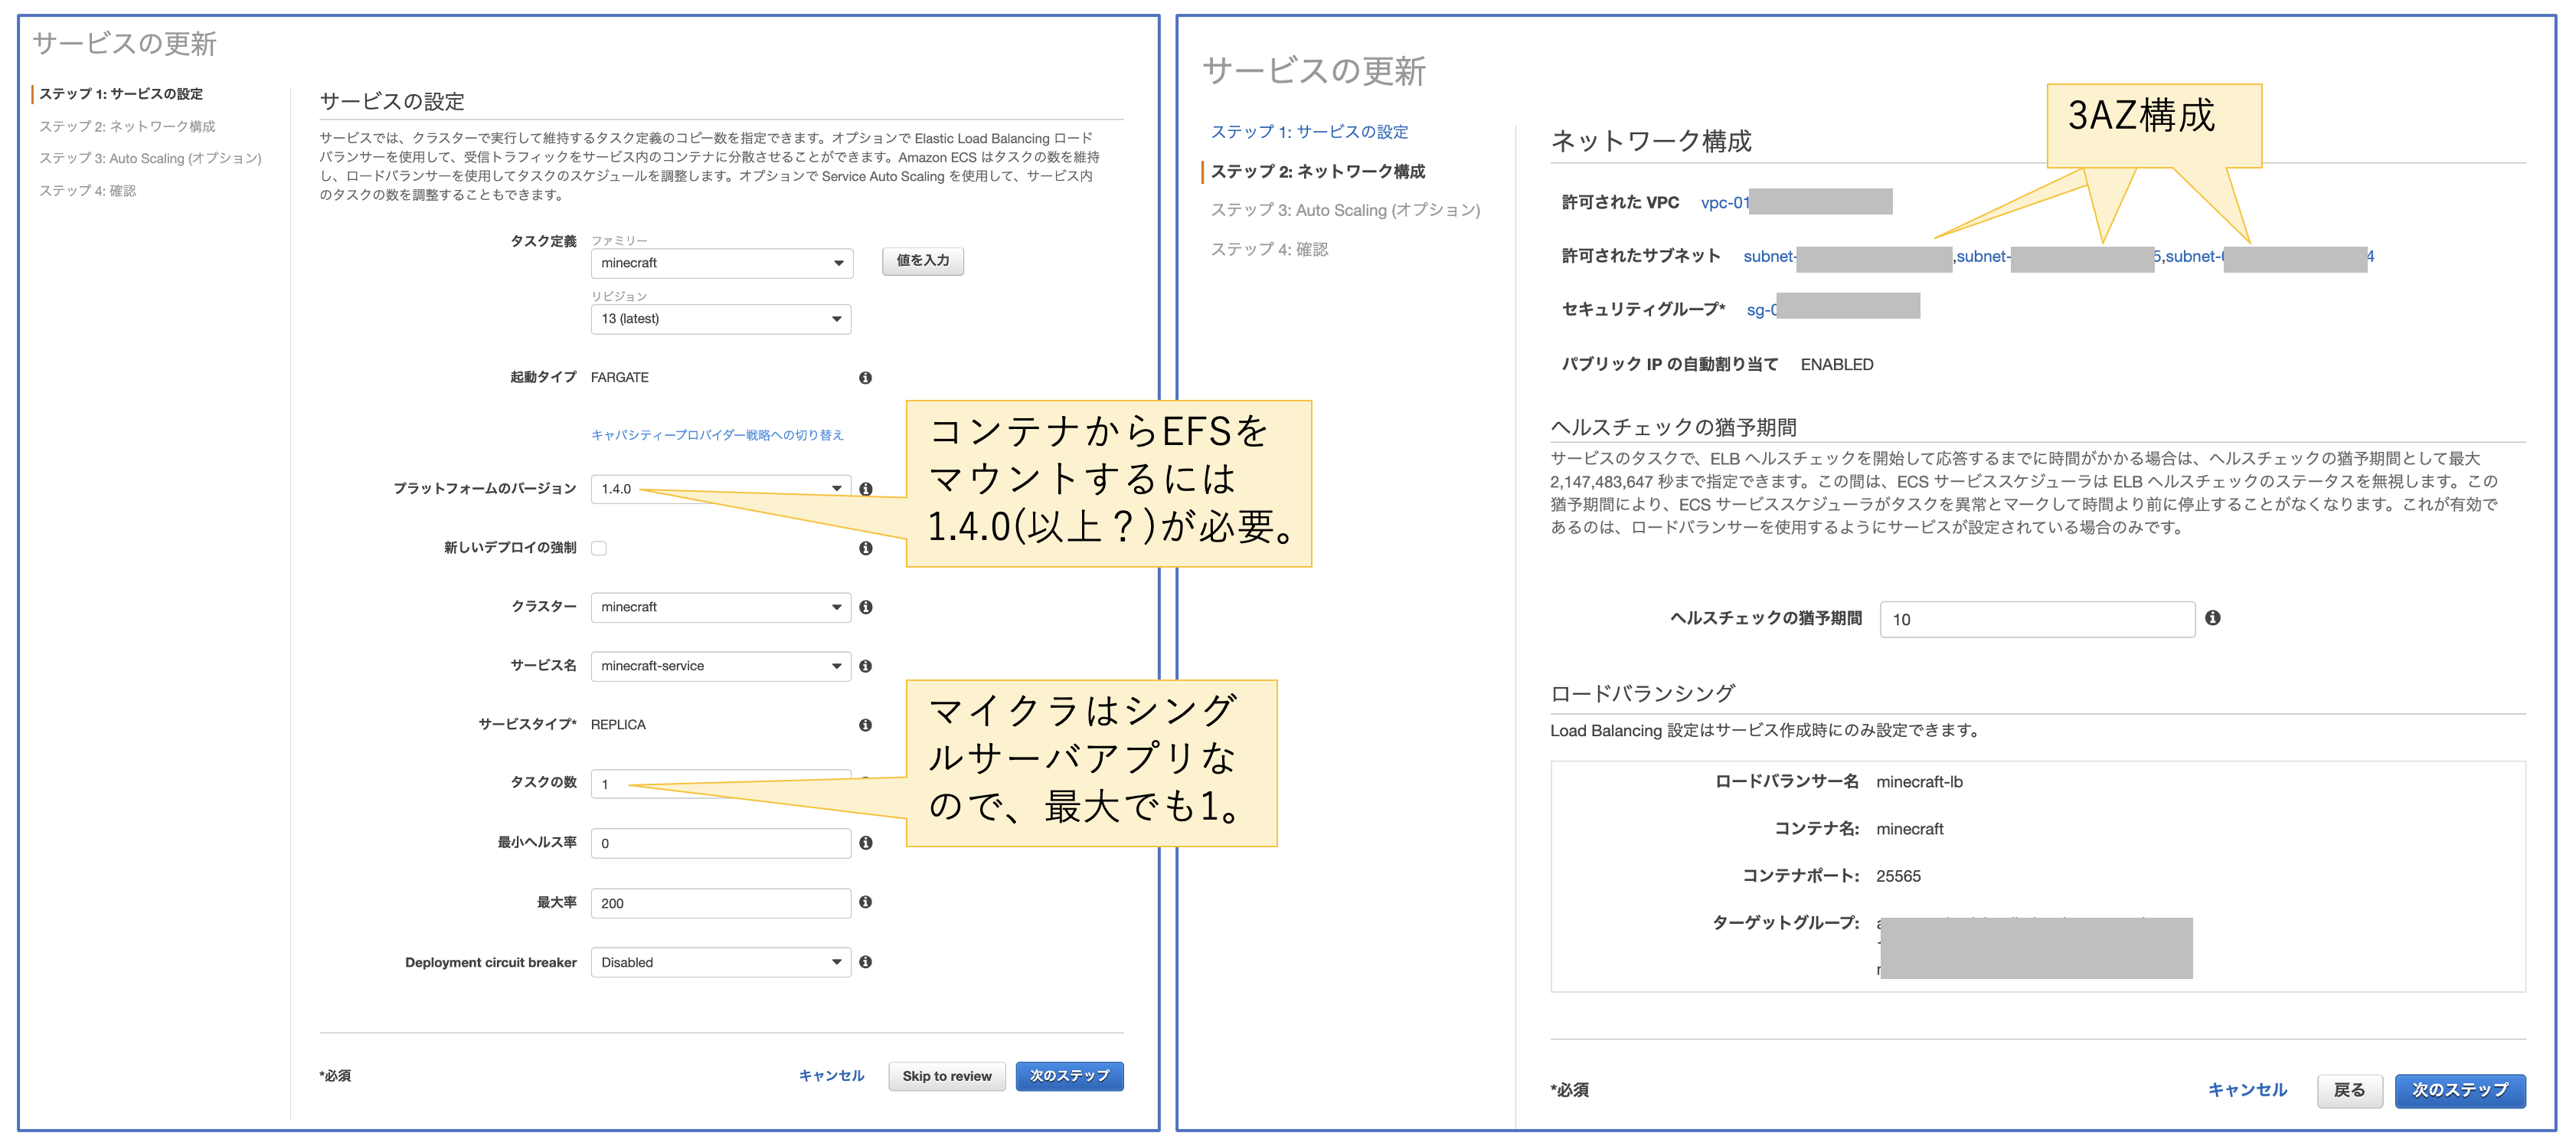 サービスの更新
ステップ 1: サービスの設定
ステップ 2: ネットワーク構成
ステップ 3: Auto Scaling (オプション)
ステップ 4: 確認
サービスの設定
サービスでは、クラスターで実行して維持するタスク定義のコピー数を指定できます。オプションで Elastic Load Balancing ロード
バランサーを使用して、受信トラフィックをサービス内のコンテナに分散させることができます。Amazon ECS はタスクの数を維持
し、ロードバランサーを使用してタスクのスケジュールを調整します。オプションで Service Auto Scaling を使用して、サービス内
のタスクの数を調整することもできます。
タスク定義
ファミリー
minecraft
値を入力
リビジョン
13 (latest)
起動タイプ FARGATE
キャパシティープロバイダー戦略への切り替え
プラットフォームのバージョン 1.4.0
コンテナからEFSを
マウントするには
1.4.0(以上？)が必要。
新しいデプロイの強制
クラスター minecraft
サービス名 minecraft-service
サービスタイプ* REPLICA
タスクの数 1
マイクラはシング
ルサーバアプリな
ので、最大でも1。
最小ヘルス率 0
最大率 200
Deployment circuit breaker Disabled
*必須 キャンセル Skip to review 次のステップ
サービスの更新
ステップ 1: サービスの設定
ステップ 2: ネットワーク構成
ステップ 3: Auto Scaling (オプション)
ステップ 4: 確認
ネットワーク構成
3AZ構成
許可された VPC vpc-01
許可されたサブネット subnet- ,subnet- 5,subnet- 4
セキュリティグループ* sg-0
パブリック IP の自動割り当て ENABLED
ヘルスチェックの猶予期間
サービスのタスクで、ELB ヘルスチェックを開始して応答するまでに時間がかかる場合は、ヘルスチェックの猶予期間として最大
2,147,483,647 秒まで指定できます。この間は、ECS サービススケジューラは ELB ヘルスチェックのステータスを無視します。この
猶予期間により、ECS サービススケジューラがタスクを異常とマークして時間より前に停止することがなくなります。これが有効で
あるのは、ロードバランサーを使用するようにサービスが設定されている場合のみです。
ヘルスチェックの猶予期間 10
ロードバランシング
Load Balancing 設定はサービス作成時にのみ設定できます。
ロードバランサー名 minecraft-lb
コンテナ名: minecraft
コンテナポート: 25565
ターゲットグループ:
*必須 キャンセル 戻る 次のステップ